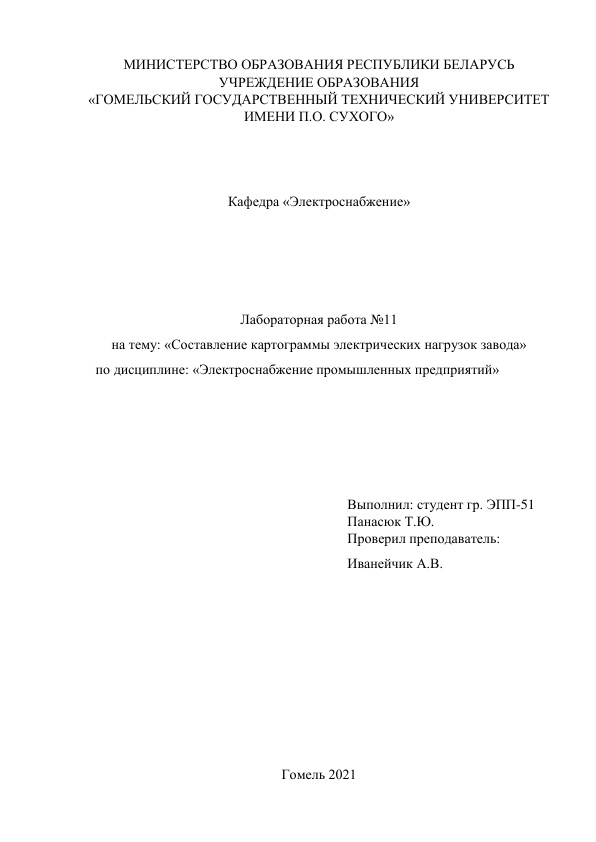 МИНИСТЕРСТВО ОБРАЗОВАНИЯ РЕСПУБЛИКИ БЕЛАРУСЬ
УЧРЕЖДЕНИЕ ОБРАЗОВАНИЯ
«ГОМЕЛЬСКИЙ ГОСУДАРСТВЕННЫЙ ТЕХНИЧЕСКИЙ УНИВЕРСИТЕТ
ИМЕНИ П.О. СУХОГО»
Кафедра «Электроснабжение»
Лабораторная работа №11
на тему: «Составление картограммы электрических нагрузок завода»
по дисциплине: «Электроснабжение промышленных предприятий»
Выполнил: студент гр. ЭПП-51
Панасюк Т.Ю.
Проверил преподаватель:
Иванейчик А.В.
Гомель 2021